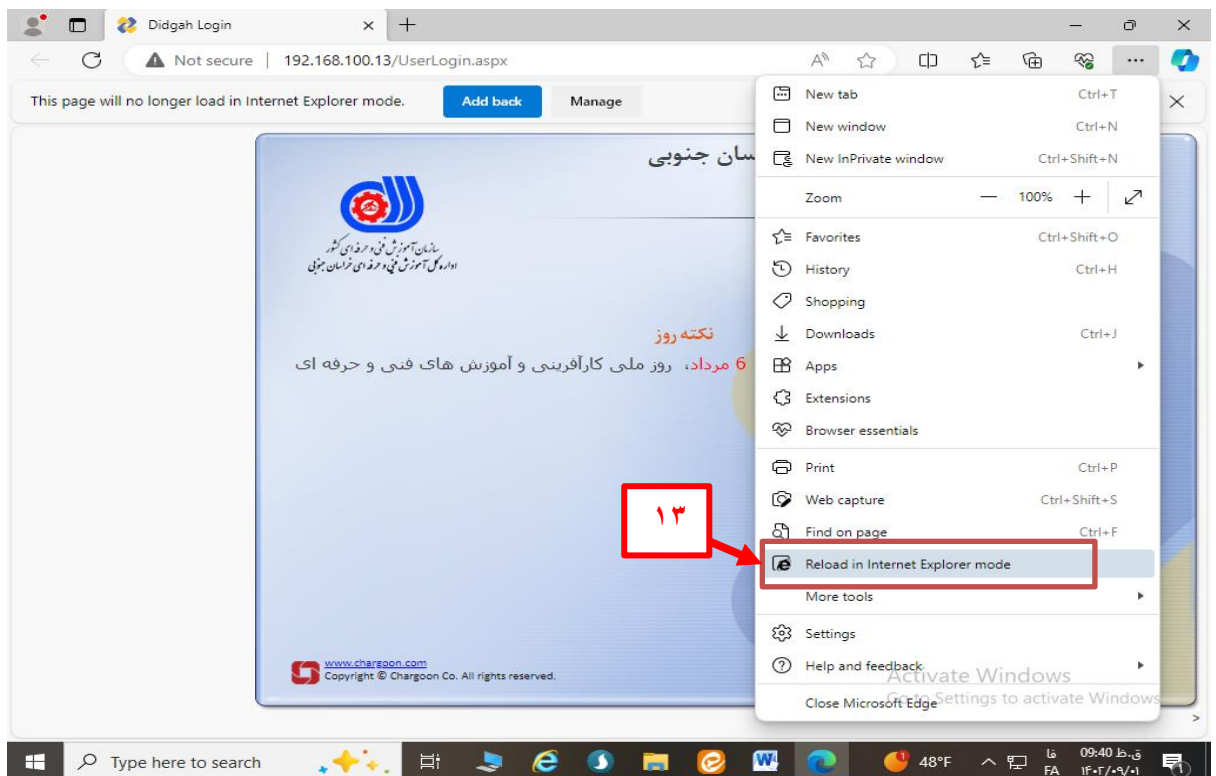 Didgah Login
Not secure | 192.168.100.13/UserLogin.aspx
This page will no longer load in Internet Explorer mode. Add back Manage
سان جنوبی
سازمان آموزش فنی و حرفه ای کشور
اداره کل آموزش فنی و حرفه ای خراسان جنوبی
نکته روز
6 مرداد، روز ملی کارآفرینی و آموزش های فنی و حرفه ای
۱۳
www.chargoon.com
Copyright © Chargoon Co. All rights reserved.
New tab Ctrl+T
New window Ctrl+N
New InPrivate window Ctrl+Shift+N
Zoom — 100% +
Favorites Ctrl+Shift+O
History Ctrl+H
Shopping
Downloads Ctrl+J
Apps
Extensions
Browser essentials
Print Ctrl+P
Web capture Ctrl+Shift+S
Find on page Ctrl+F
Reload in Internet Explorer mode
More tools
Settings
Help and feedback
Close Microsoft Edge
Activate Windows
Go to Settings to activate Windows
Type here to search
48°F
فا
FA
09:40 ق.ظ
۱۴۰۲/۰۹/۰۱